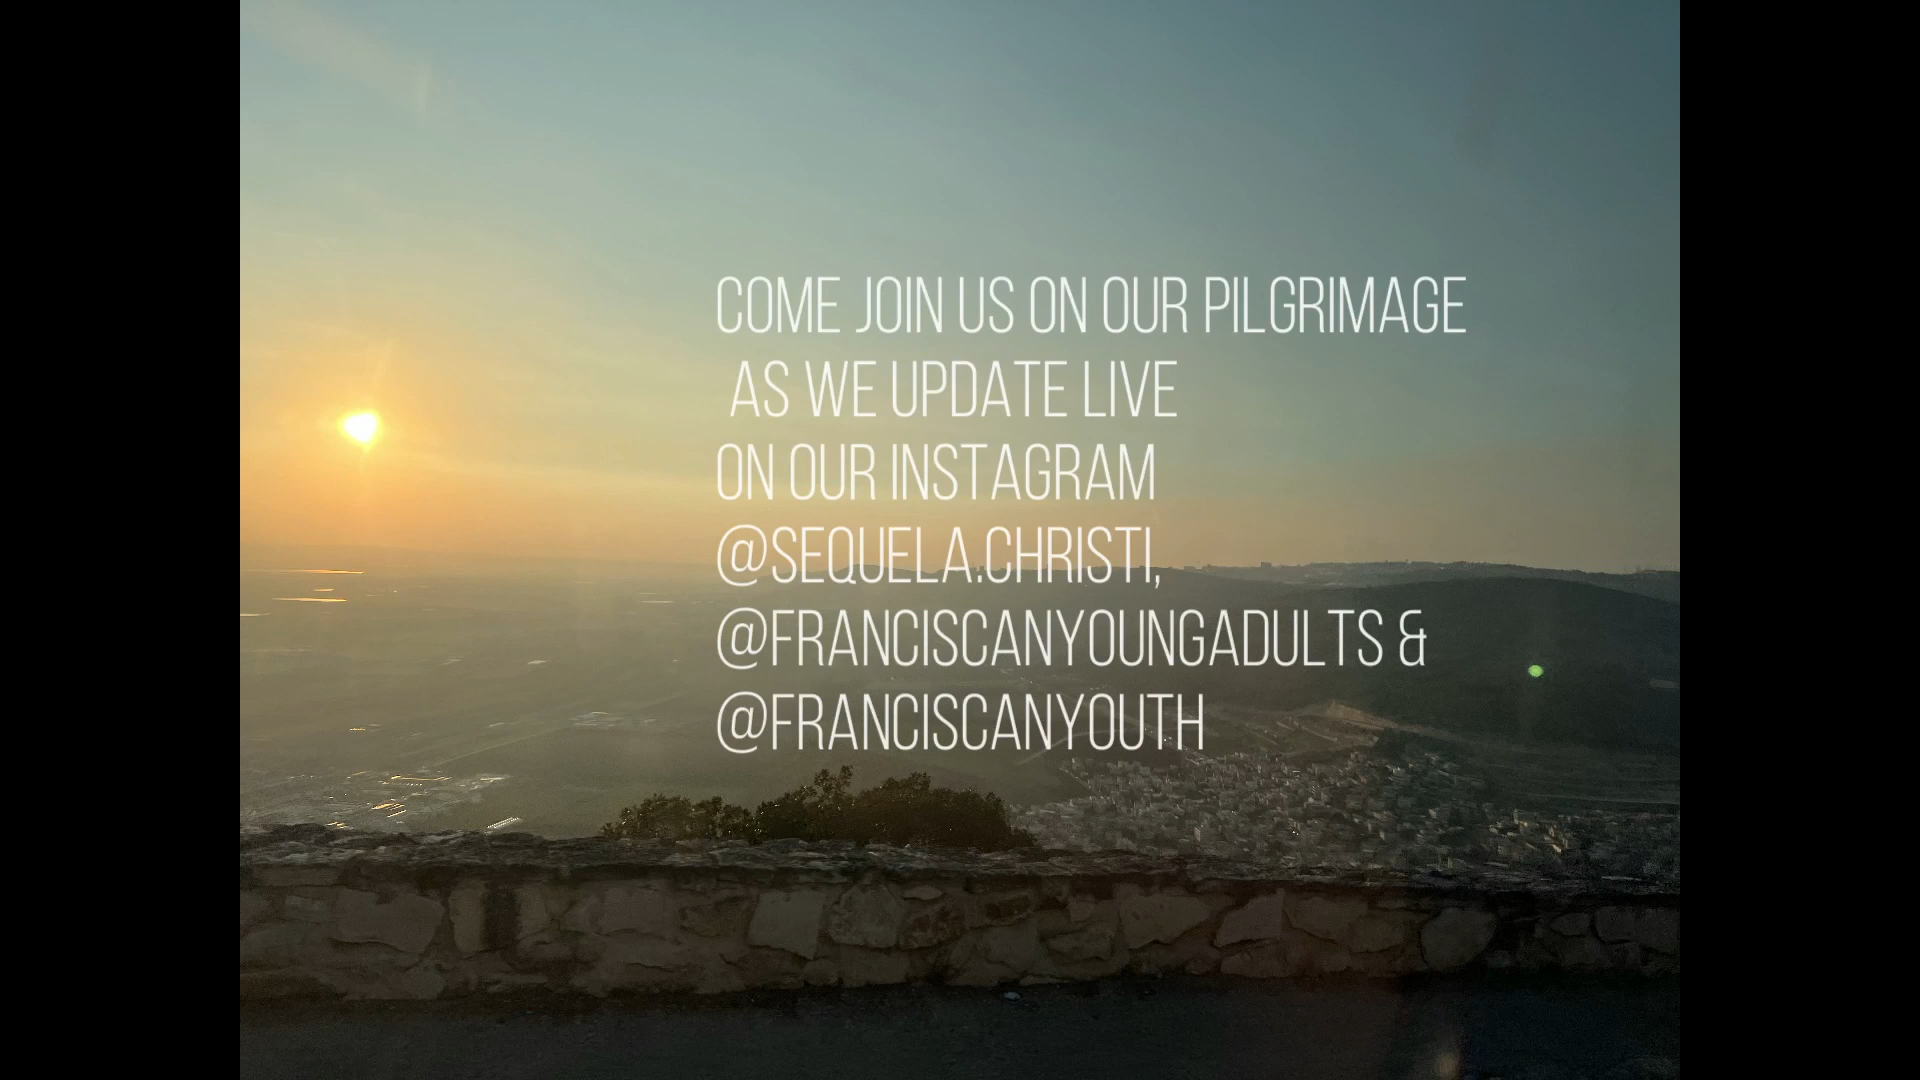 COME JOIN US ON OUR PILGRIMAGE
AS WE UPDATE LIVE
ON OUR INSTAGRAM
@SEQUELA.CHRISTI,
@FRANCISCANYOUNGADULTS &
@FRANCISCANYOUTH